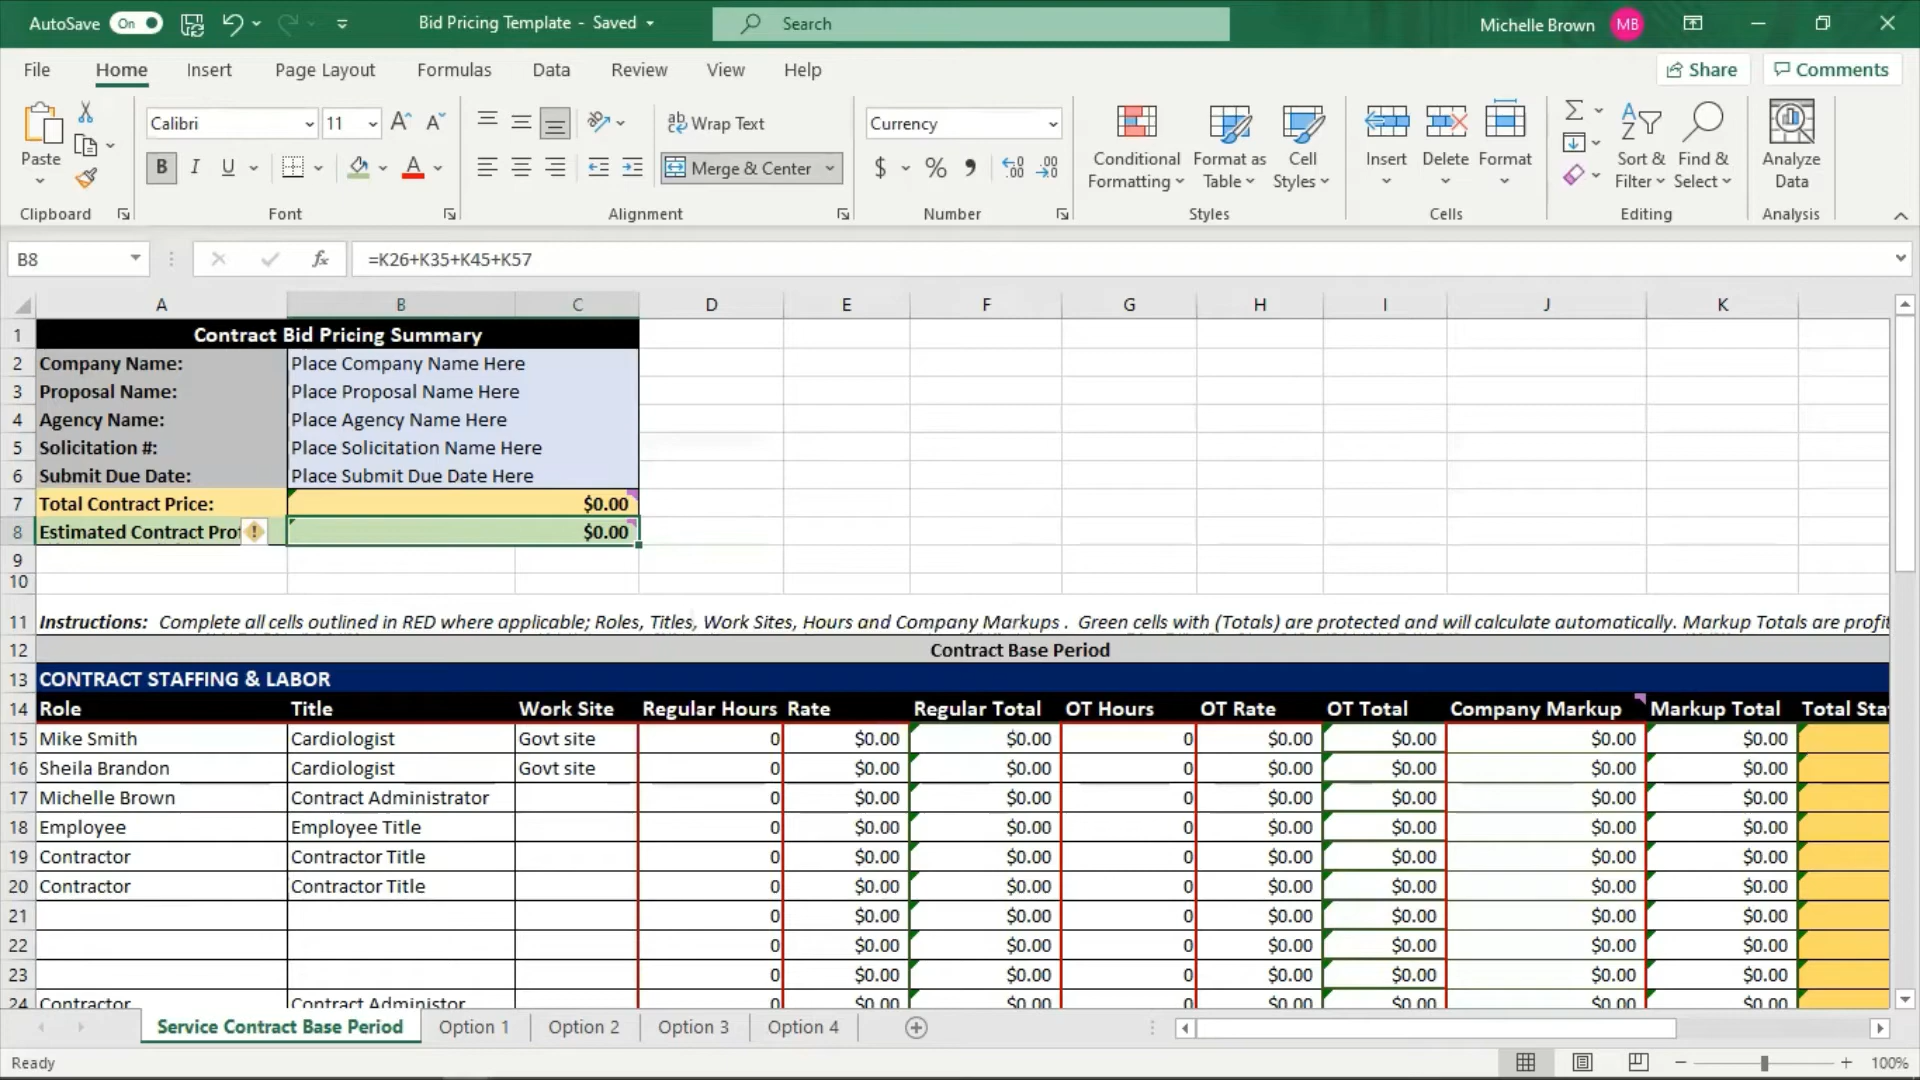 AutoSave On Bid Pricing Template - Saved Search Michelle Brown MB
File Home Insert Page Layout Formulas Data Review View Help Share Comments
Paste Calibri 11 Wrap Text Currency Conditional Formatting Format as Table Cell Styles Insert Delete Format Sort & Filter Find & Select Analyze Data
B I U Merge & Center $ %
Clipboard Font Alignment Number Styles Cells Editing Analysis
B8 fx =K26+K35+K45+K57
A B C D E F G H I J K
1 Contract Bid Pricing Summary
2 Company Name: Place Company Name Here
3 Proposal Name: Place Proposal Name Here
4 Agency Name: Place Agency Name Here
5 Solicitation #: Place Solicitation Name Here
6 Submit Due Date: Place Submit Due Date Here
7 Total Contract Price: $0.00
8 Estimated Contract $0.00
9
10
11 Instructions: Complete all cells outlined in RED where applicable; Roles, Titles, Work Sites, Hours and Company Markups . Green cells with (Totals) are protected and will calculate automatically. Markup Totals are
12 Contract Base Period
13 CONTRACT STAFFING & LABOR
14 Role Title Work Site Regular Hours Rate Regular Total OT Hours OT Rate OT Total Company Markup Markup Total Total
15 Mike Smith Cardiologist Govt site 0 $0.00 $0.00 0 $0.00 $0.00 $0.00 $0.00
16 Sheila Brandon Cardiologist Govt site 0 $0.00 $0.00 0 $0.00 $0.00 $0.00 $0.00
17 Michelle Brown Contract Administrator 0 $0.00 $0.00 0 $0.00 $0.00 $0.00 $0.00
18 Employee Employee Title 0 $0.00 $0.00 0 $0.00 $0.00 $0.00 $0.00
19 Contractor Contractor Title 0 $0.00 $0.00 0 $0.00 $0.00 $0.00 $0.00
20 Contractor Contractor Title 0 $0.00 $0.00 0 $0.00 $0.00 $0.00 $0.00
21 0 $0.00 $0.00 0 $0.00 $0.00 $0.00 $0.00
22 0 $0.00 $0.00 0 $0.00 $0.00 $0.00 $0.00
23 0 $0.00 $0.00 0 $0.00 $0.00 $0.00 $0.00
24 Contractor Contract Administor 0 $0.00 $0.00 0 $0.00 $0.00 $0.00 $0.00
Service Contract Base Period Option 1 Option 2 Option 3 Option 4
Ready 100%